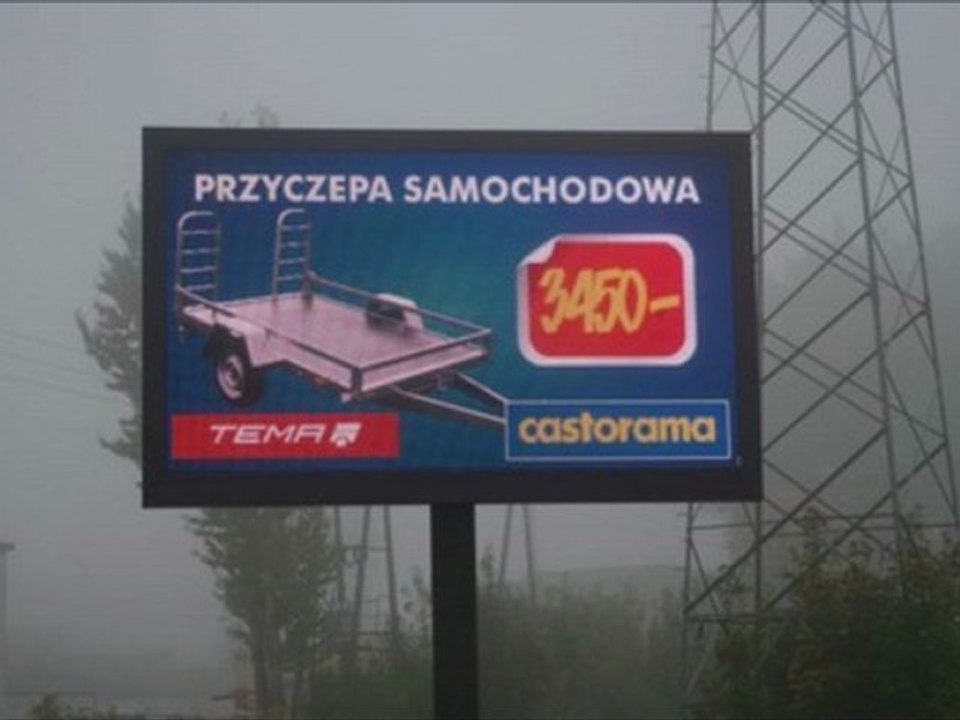 PRZYCZEPA SAMOCHODOWA
3450-
TEMA
castorama